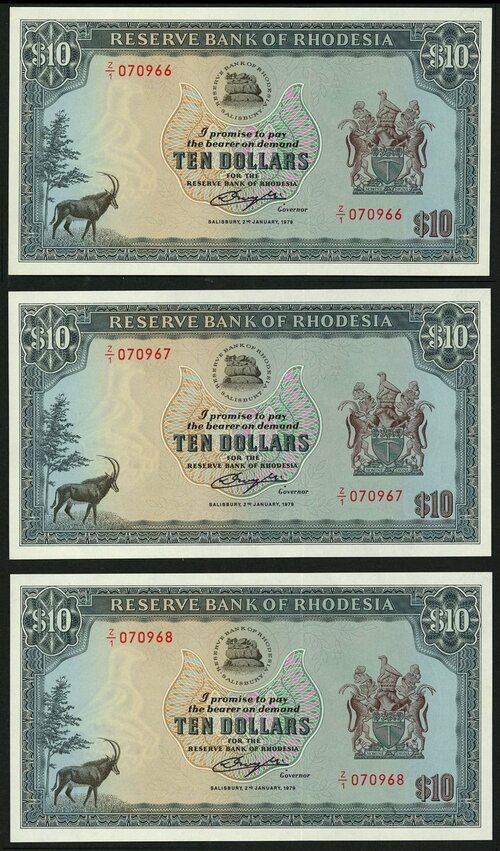 $10 RESERVE BANK OF RHODESIA $10
Z/1 070966
RESERVE BANK OF RHODESIA
SALISBURY
I promise to pay
the bearer on demand
TEN DOLLARS
FOR THE
RESERVE BANK OF RHODESIA
Governor
Z/1 070966
SALISBURY, 2ND JANUARY, 1979
$10
$10 RESERVE BANK OF RHODESIA $10
Z/1 070967
RESERVE BANK OF RHODESIA
SALISBURY
I promise to pay
the bearer on demand
TEN DOLLARS
FOR THE
RESERVE BANK OF RHODESIA
Governor
Z/1 070967
SALISBURY, 2ND JANUARY, 1979
$10
$10 RESERVE BANK OF RHODESIA $10
Z/1 070968
RESERVE BANK OF RHODESIA
SALISBURY
I promise to pay
the bearer on demand
TEN DOLLARS
FOR THE
RESERVE BANK OF RHODESIA
Governor
Z/1 070968
SALISBURY, 2ND JANUARY, 1979
$10